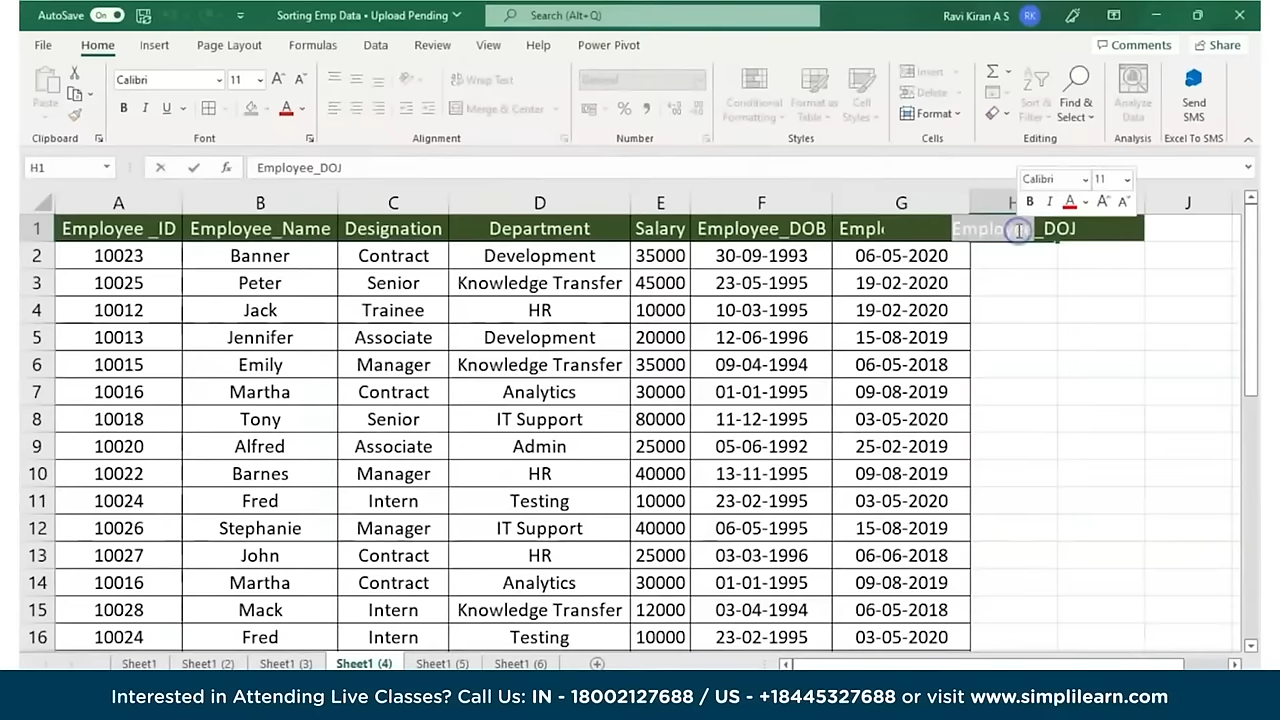 AutoSave On Sorting Emp Data • Upload Pending Search (Alt+Q) Ravi Kiran A S RK
File Home Insert Page Layout Formulas Data Review View Help Power Pivot Comments Share
Paste Calibri 11 A A Wrap Text General Conditional Formatting Format as Table Cell Styles Insert Delete Format Sort & Filter Find & Select Analyze Data Send SMS
B I U A Merge & Center % 9
Clipboard Font Alignment Number Styles Cells Editing Analysis Excel To SMS
H1 fx Employee_DOJ
Calibri 11
B I A A A
A B C D E F G H J
1 Employee _ID Employee_Name Designation Department Salary Employee_DOB Emplo Employee_DOJ
2 10023 Banner Contract Development 35000 30-09-1993 06-05-2020
3 10025 Peter Senior Knowledge Transfer 45000 23-05-1995 19-02-2020
4 10012 Jack Trainee HR 10000 10-03-1995 19-02-2020
5 10013 Jennifer Associate Development 20000 12-06-1996 15-08-2019
6 10015 Emily Manager Knowledge Transfer 35000 09-04-1994 06-05-2018
7 10016 Martha Contract Analytics 30000 01-01-1995 09-08-2019
8 10018 Tony Senior IT Support 80000 11-12-1995 03-05-2020
9 10020 Alfred Associate Admin 25000 05-06-1992 25-02-2019
10 10022 Barnes Manager HR 40000 13-11-1995 09-08-2019
11 10024 Fred Intern Testing 10000 23-02-1995 03-05-2020
12 10026 Stephanie Manager IT Support 40000 06-05-1995 15-08-2019
13 10027 John Contract HR 25000 03-03-1996 06-06-2018
14 10016 Martha Contract Analytics 30000 01-01-1995 09-08-2019
15 10028 Mack Intern Knowledge Transfer 12000 03-04-1994 06-05-2018
16 10024 Fred Intern Testing 10000 23-02-1995 03-05-2020
Sheet1 Sheet1 (2) Sheet1 (3) Sheet1 (4) Sheet1 (5) Sheet1 (6)
Interested in Attending Live Classes? Call Us: IN - 18002127688 / US - +18445327688 or visit www.simplilearn.com